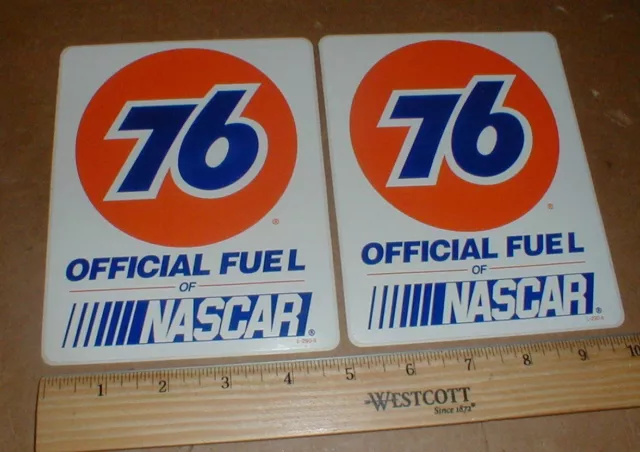 76
®
OFFICIAL FUEL
OF
NASCAR®
76
®
OFFICIAL FUEL
OF
NASCAR®
1 2 3 4 5 6 7 8 9 10
WESTCOTT
Since 1872